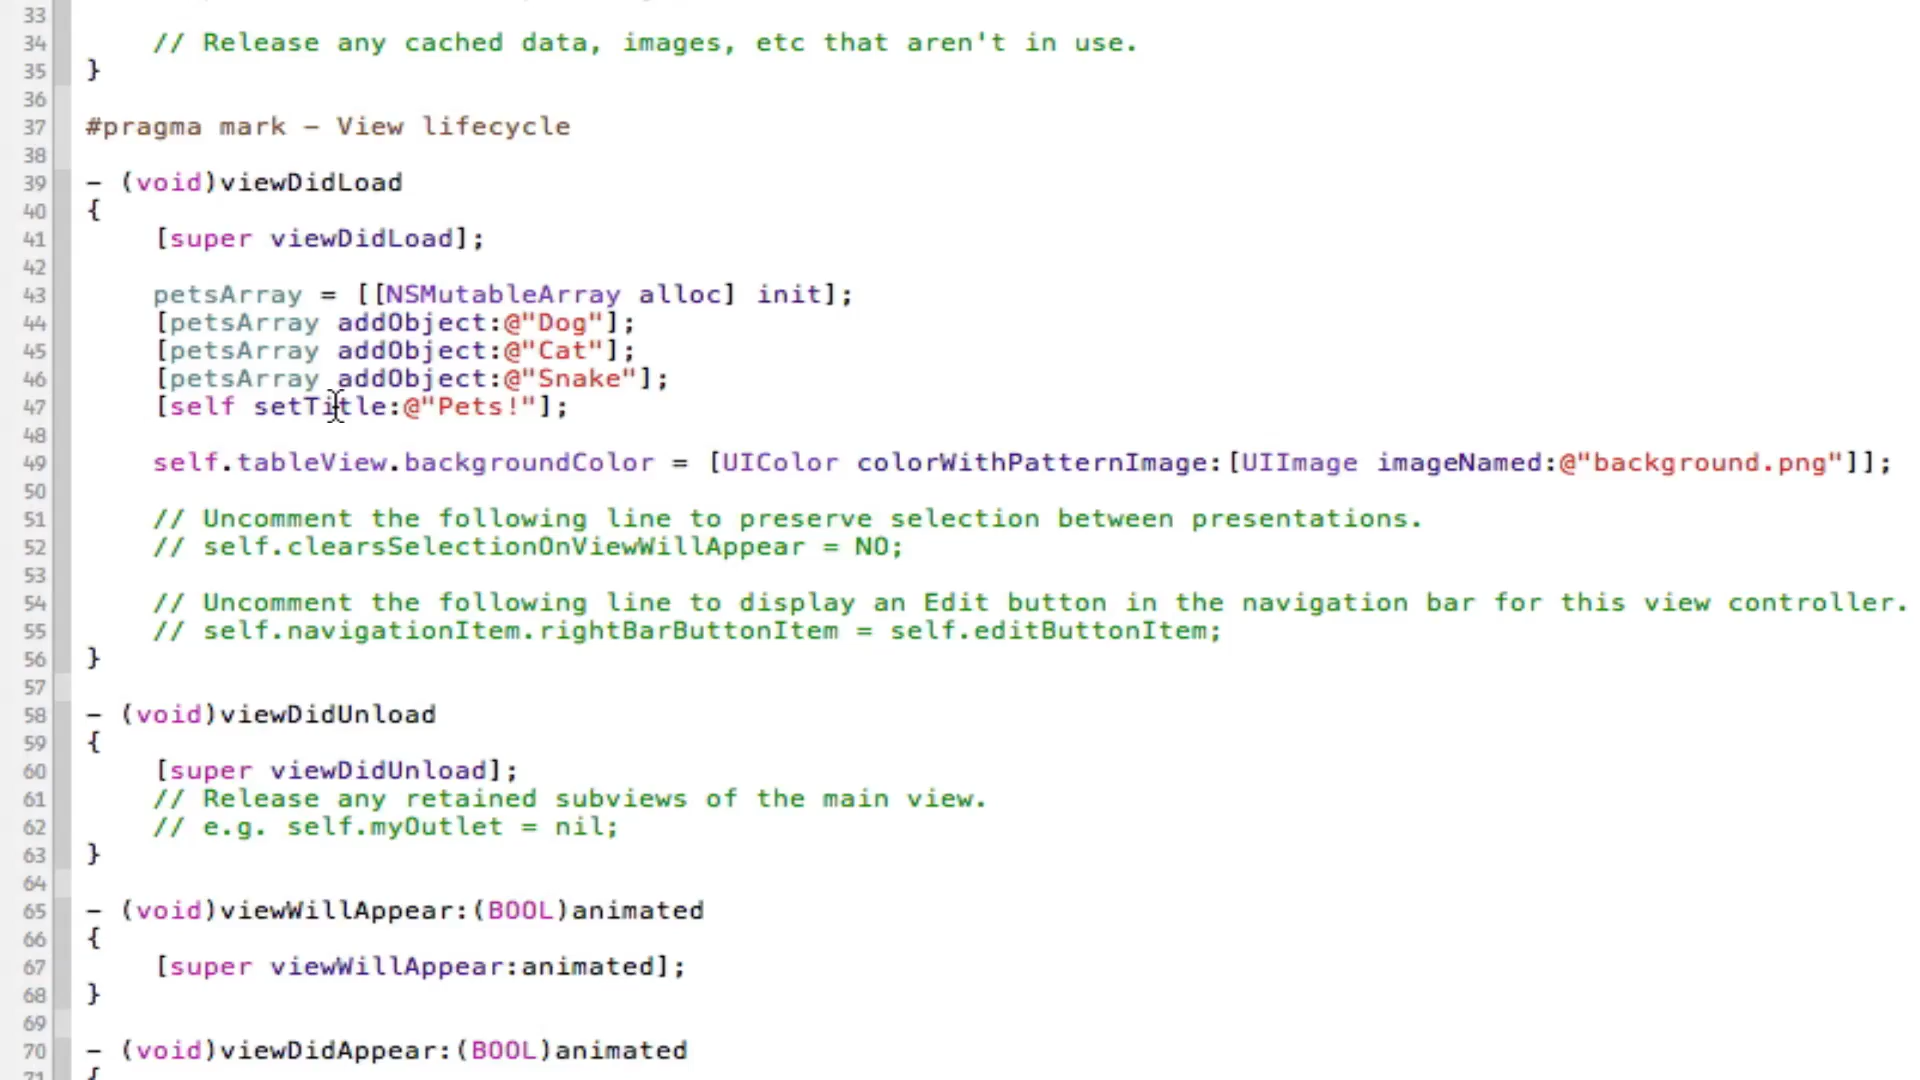 33
34 // Release any cached data, images, etc that aren't in use.
35 }
36
37 #pragma mark - View lifecycle
38
39 - (void)viewDidLoad
40 {
41 [super viewDidLoad];
42
43 petsArray = [[NSMutableArray alloc] init];
44 [petsArray addObject:@"Dog"];
45 [petsArray addObject:@"Cat"];
46 [petsArray addObject:@"Snake"];
47 [self setTitle:@"Pets!"];
48
49 self.tableView.backgroundColor = [UIColor colorWithPatternImage:[UIImage imageNamed:@"background.png"]];
50
51 // Uncomment the following line to preserve selection between presentations.
52 // self.clearsSelectionOnViewWillAppear = NO;
53
54 // Uncomment the following line to display an Edit button in the navigation bar for this view controller.
55 // self.navigationItem.rightBarButtonItem = self.editButtonItem;
56 }
57
58 - (void)viewDidUnload
59 {
60 [super viewDidUnload];
61 // Release any retained subviews of the main view.
62 // e.g. self.myOutlet = nil;
63 }
64
65 - (void)viewWillAppear:(BOOL)animated
66 {
67 [super viewWillAppear:animated];
68 }
69
70 - (void)viewDidAppear:(BOOL)animated
71 {